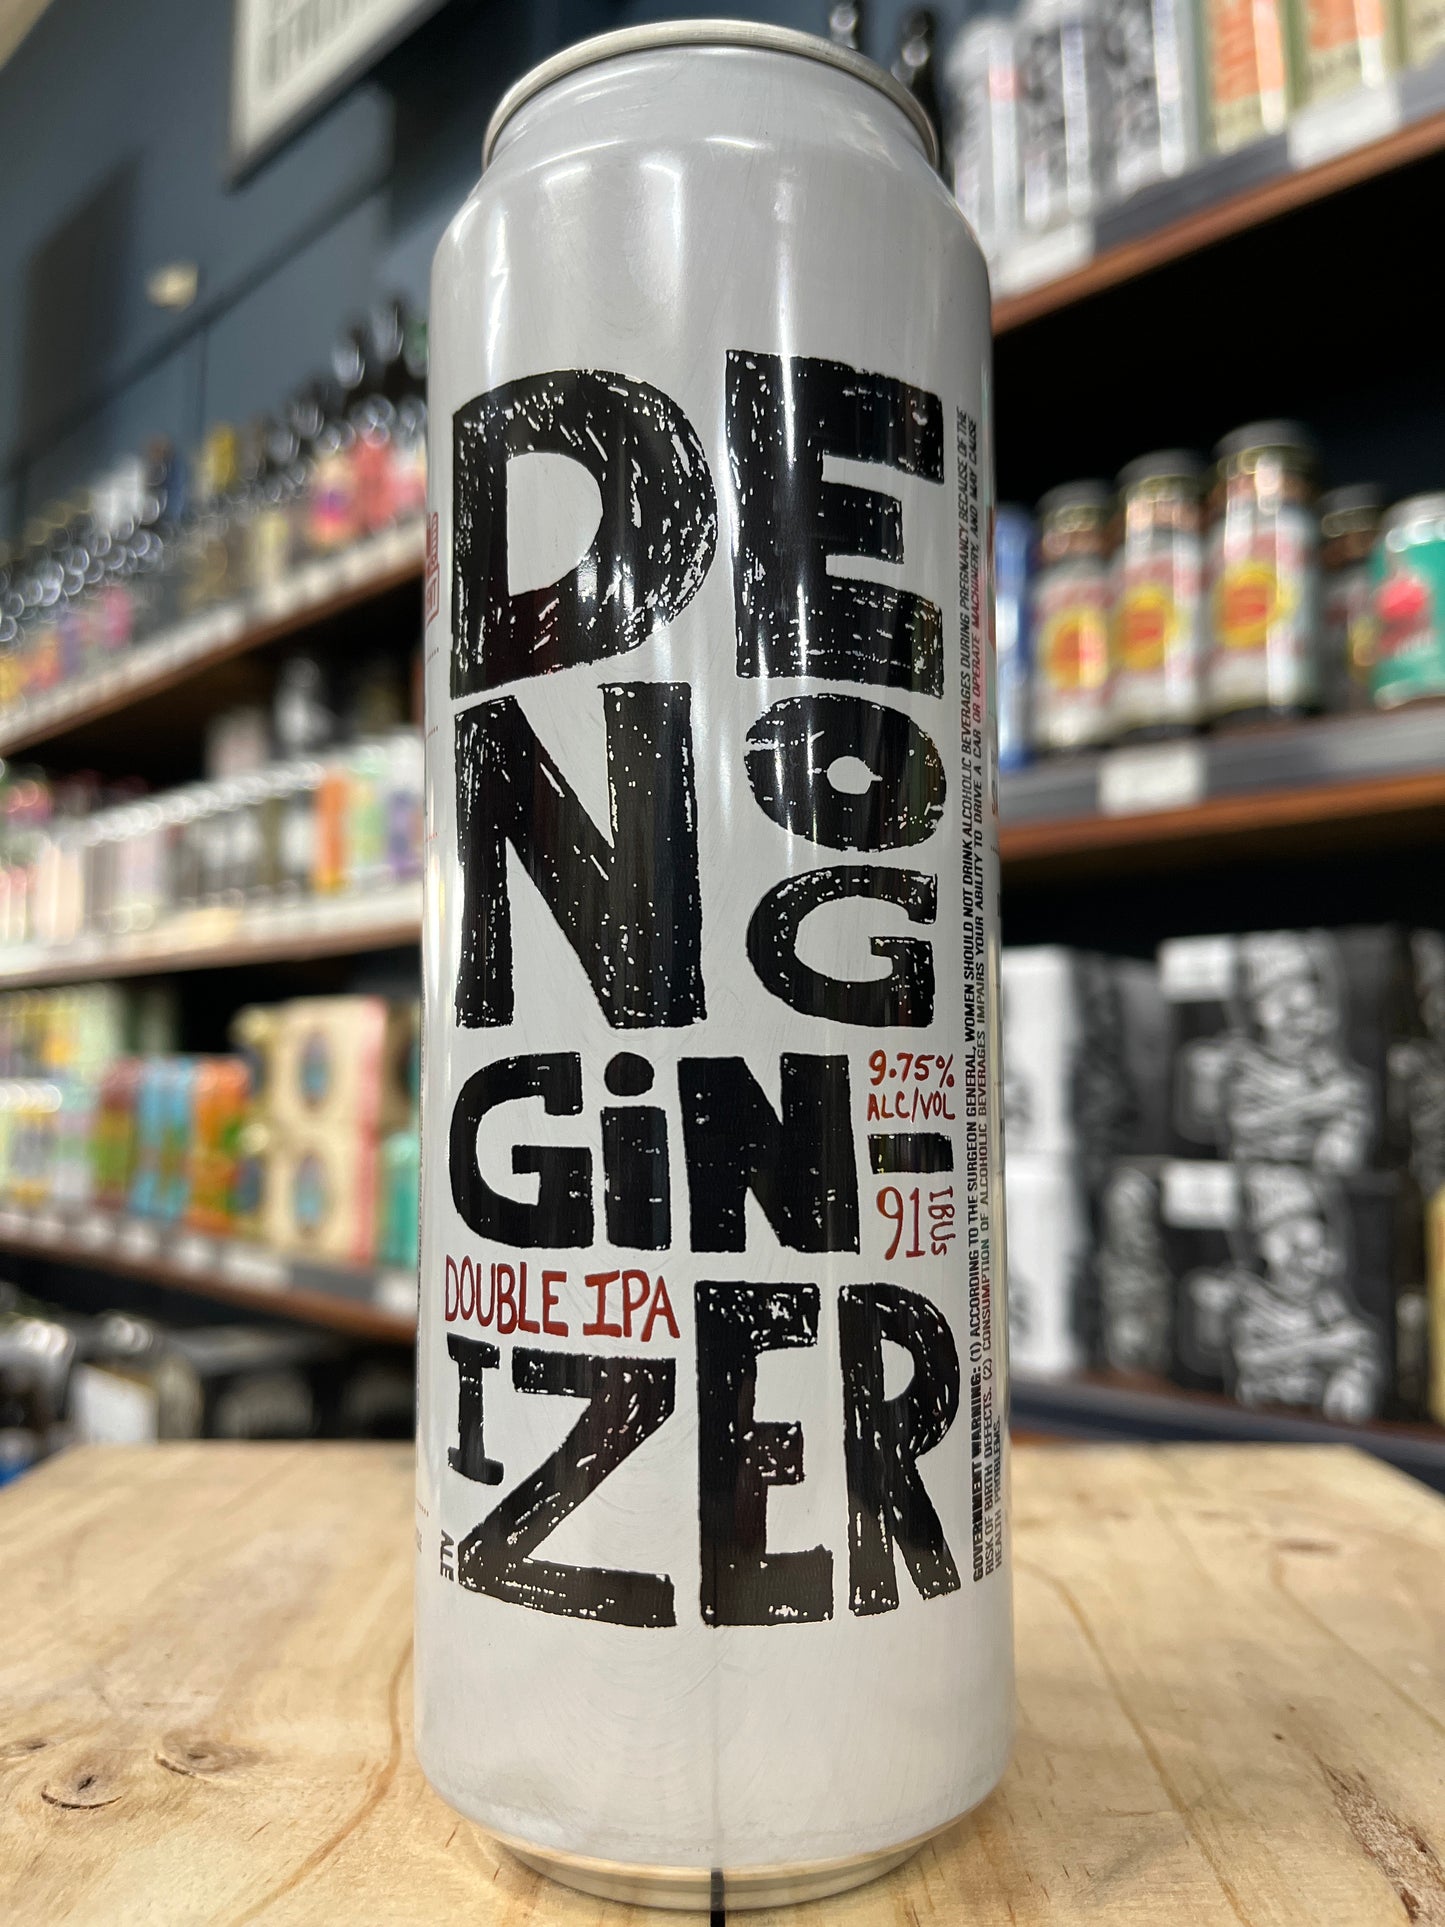 DE
N
O
G
GiN-
9.75%
ALC/VOL
91 IBUs
DOUBLE IPA
IZER
ALE
GOVERNMENT WARNING: (1) ACCORDING TO THE SURGEON GENERAL, WOMEN SHOULD NOT DRINK ALCOHOLIC BEVERAGES DURING PREGNANCY BECAUSE OF THE
RISK OF BIRTH DEFECTS. (2) CONSUMPTION OF ALCOHOLIC BEVERAGES IMPAIRS YOUR ABILITY TO DRIVE A CAR OR OPERATE MACHINERY, AND MAY CAUSE
HEALTH PROBLEMS.